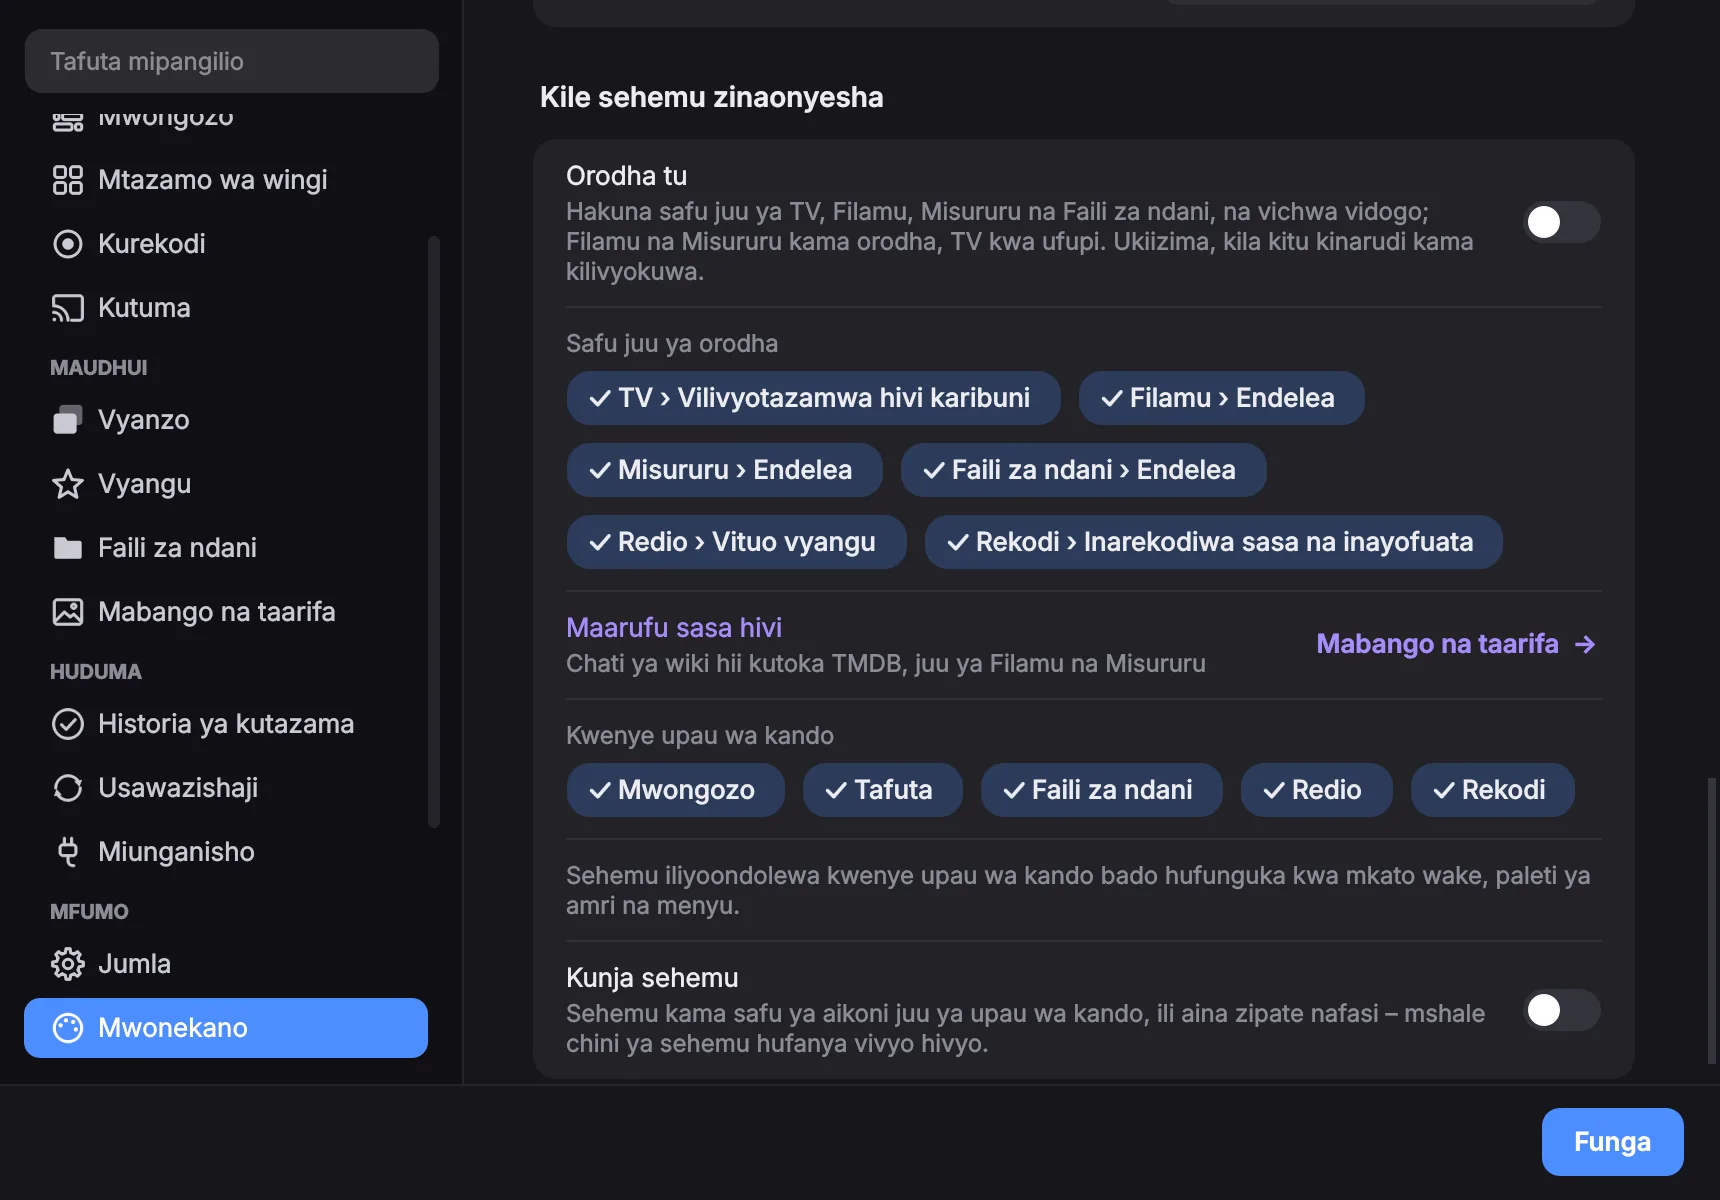 Tafuta mipangilio
Mwongozo
Mtazamo wa wingi
Kurekodi
Kutuma
MAUDHUI
Vyanzo
Vyangu
Faili za ndani
Mabango na taarifa
HUDUMA
Historia ya kutazama
Usawazishaji
Miunganisho
MFUMO
Jumla
Mwonekano
Kile sehemu zinaonyesha
Orodha tu
Hakuna safu juu ya TV, Filamu, Misururu na Faili za ndani, na vichwa vidogo;
Filamu na Misururu kama orodha, TV kwa ufupi. Ukiizima, kila kitu kinarudi kama
kilivyokuwa.
Safu juu ya orodha
✓ TV › Vilivyotazamwa hivi karibuni
✓ Filamu › Endelea
✓ Misururu › Endelea
✓ Faili za ndani › Endelea
✓ Redio › Vituo vyangu
✓ Rekodi › Inarekodiwa sasa na inayofuata
Maarufu sasa hivi
Chati ya wiki hii kutoka TMDB, juu ya Filamu na Misururu
Mabango na taarifa →
Kwenye upau wa kando
✓ Mwongozo
✓ Tafuta
✓ Faili za ndani
✓ Redio
✓ Rekodi
Sehemu iliyoondolewa kwenye upau wa kando bado hufunguka kwa mkato wake, paleti ya
amri na menyu.
Kunja sehemu
Sehemu kama safu ya aikoni juu ya upau wa kando, ili aina zipate nafasi – mshale
chini ya sehemu hufanya vivyo hivyo.
Funga